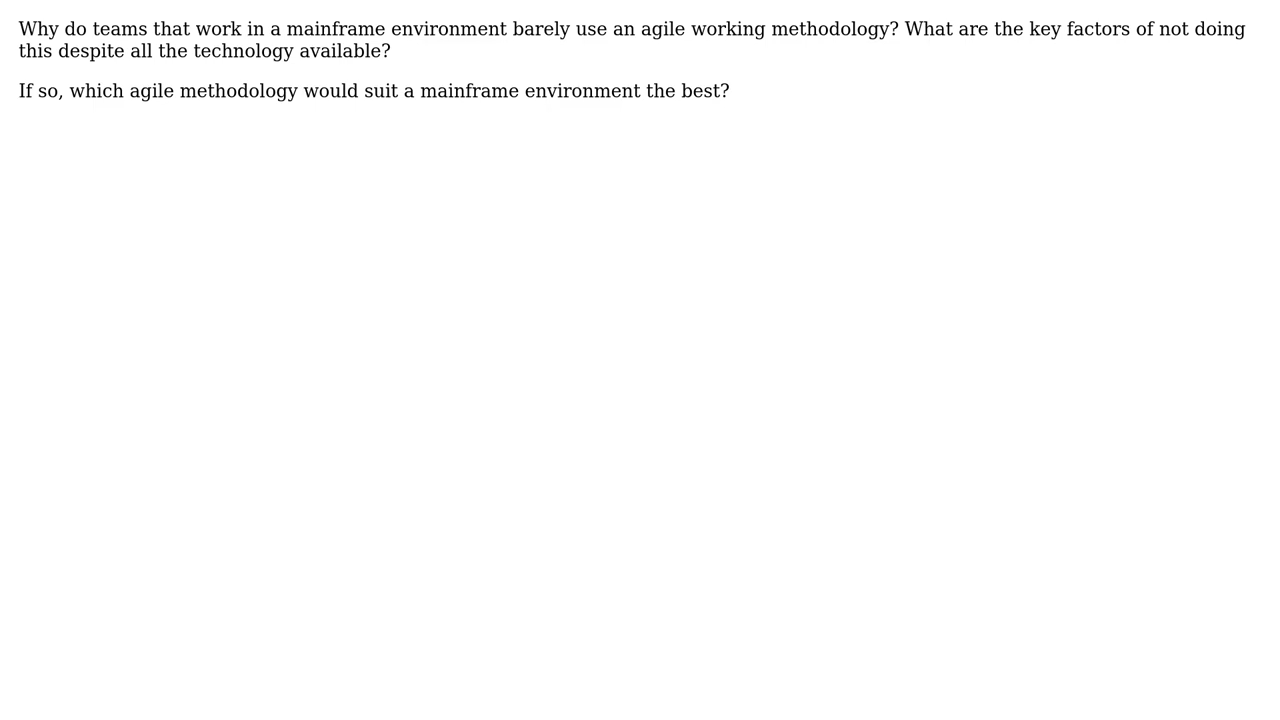 Why do teams that work in a mainframe environment barely use an agile working methodology? What are the key factors of not doing
this despite all the technology available?
If so, which agile methodology would suit a mainframe environment the best?